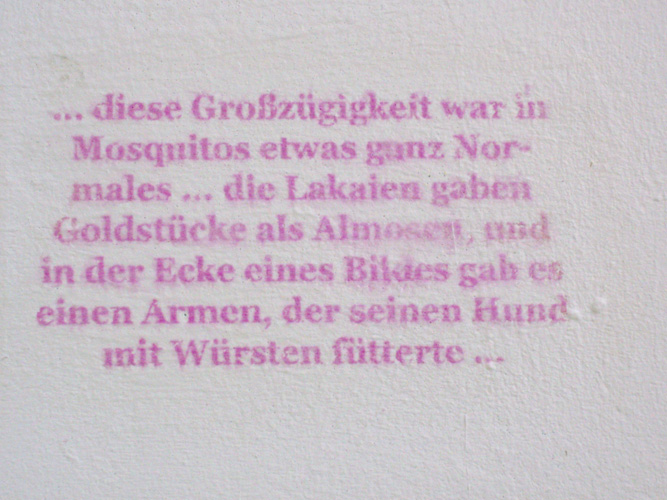 ... diese Großzügigkeit war in
Mosquitos etwas ganz Nor-
males ... die Lakaien gaben
Goldstücke als Almosen, und
in der Ecke eines Bildes gab es
einen Armen, der seinen Hund
mit Würsten fütterte ...